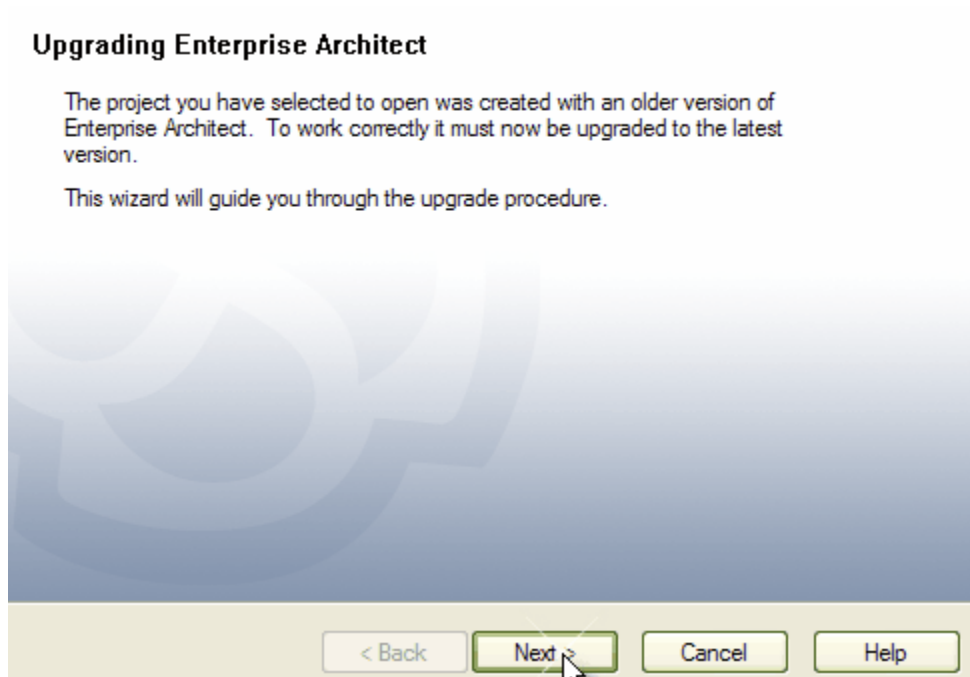 Upgrading Enterprise Architect
The project you have selected to open was created with an older version of
Enterprise Architect. To work correctly it must now be upgraded to the latest
version.
This wizard will guide you through the upgrade procedure.
< Back
Next >
Cancel
Help